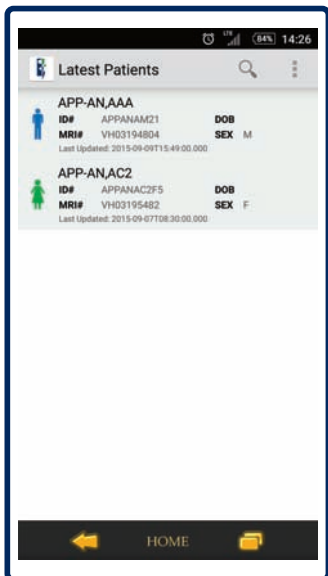 LTE 84% 14:26
Latest Patients
APP-AN,AAA
ID# APPANAM21 DOB
MRI# VH03194804 SEX M
Last Updated: 2015-09-09T15:49:00.000
APP-AN,AC2
ID# APPANAC2F5 DOB
MRI# VH03195482 SEX F
Last Updated: 2015-09-07T08:30:00.000
HOME